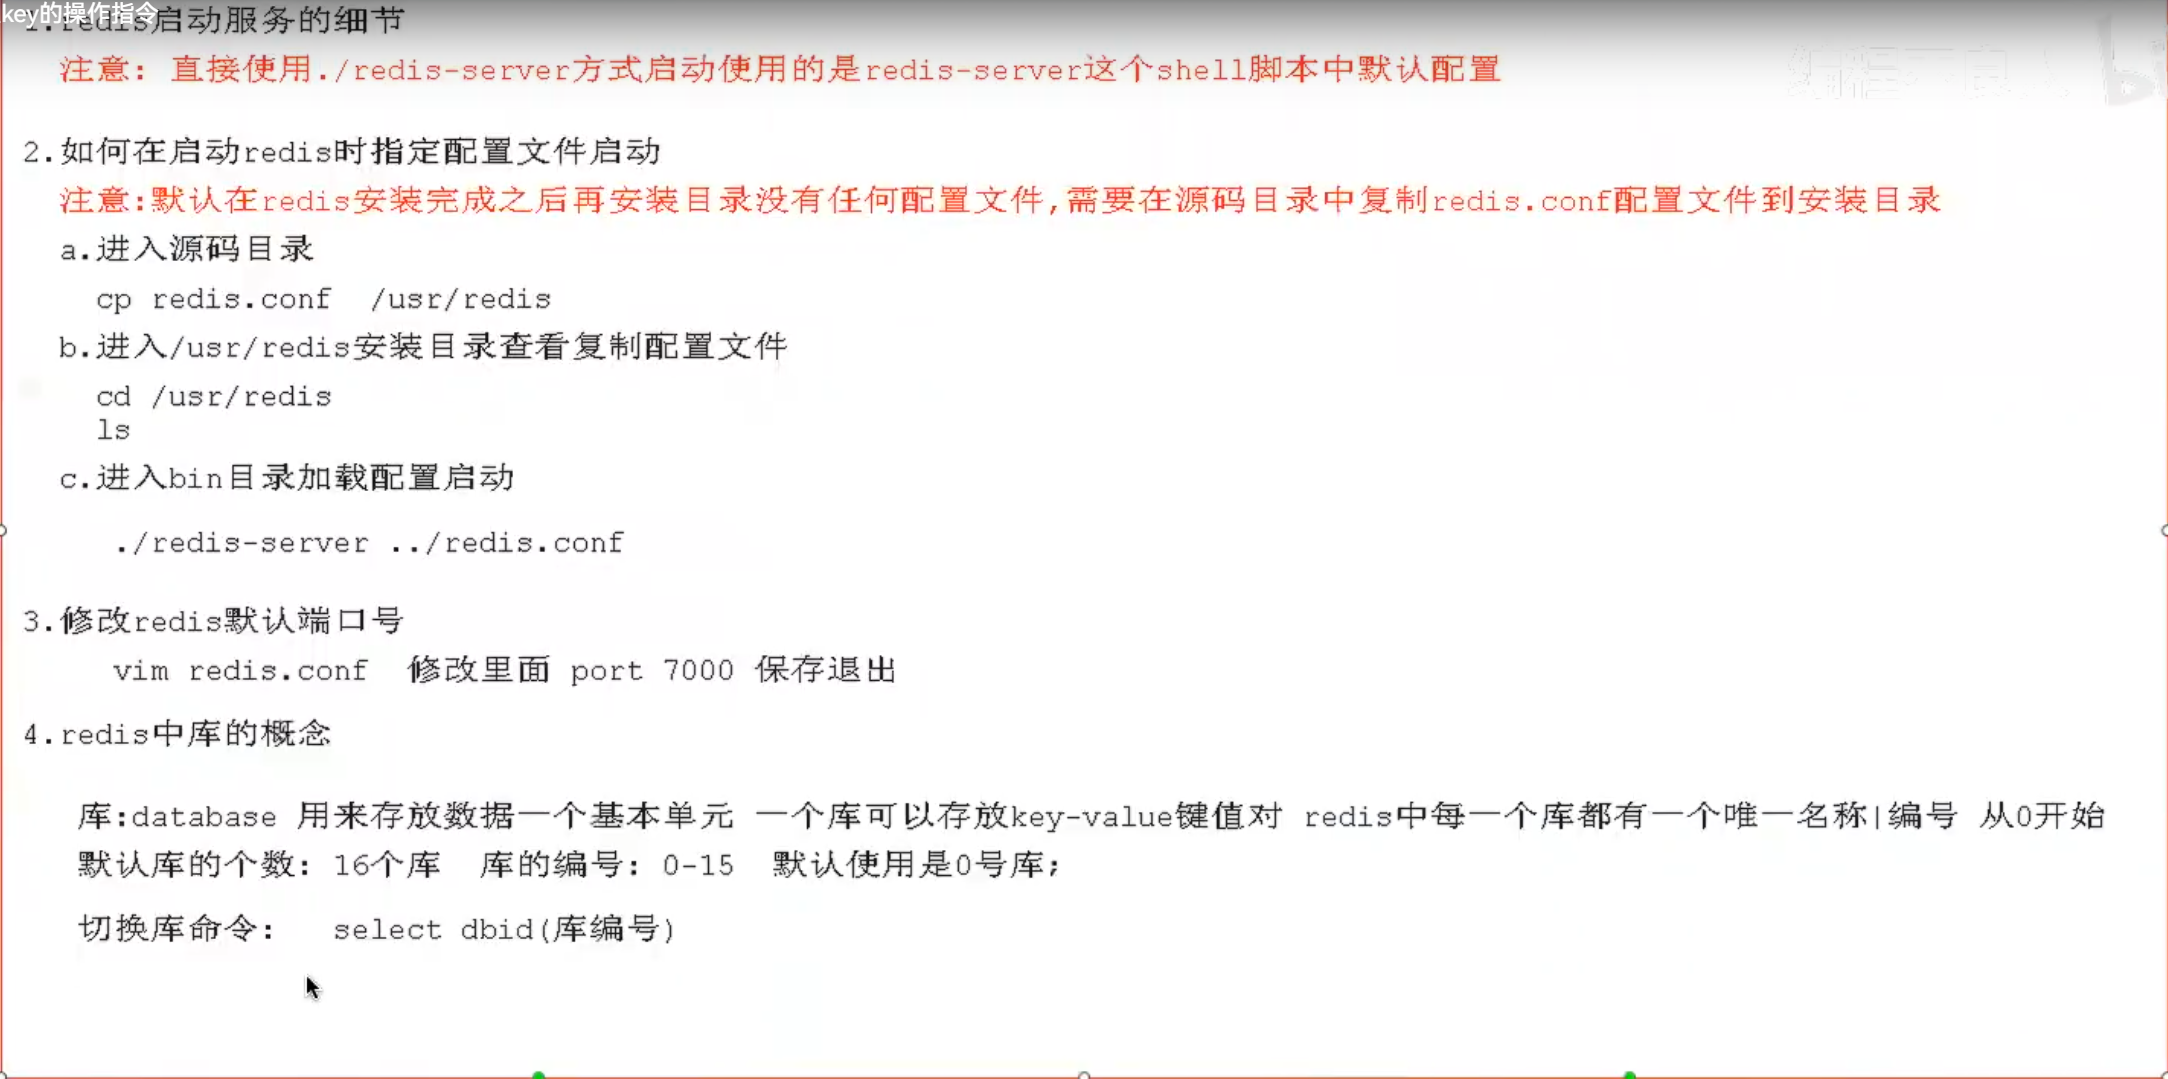 key的操作指令
1.redis启动服务的细节
注意: 直接使用./redis-server方式启动使用的是redis-server这个shell脚本中默认配置
2.如何在启动redis时指定配置文件启动
注意:默认在redis安装完成之后再安装目录没有任何配置文件,需要在源码目录中复制redis.conf配置文件到安装目录
a.进入源码目录
cp redis.conf /usr/redis
b.进入/usr/redis安装目录查看复制配置文件
cd /usr/redis
ls
c.进入bin目录加载配置启动
./redis-server ../redis.conf
3.修改redis默认端口号
vim redis.conf 修改里面 port 7000 保存退出
4.redis中库的概念
库:database 用来存放数据一个基本单元 一个库可以存放key-value键值对 redis中每一个库都有一个唯一名称|编号 从0开始
默认库的个数: 16个库 库的编号: 0-15 默认使用是0号库;
切换库命令: select dbid(库编号)